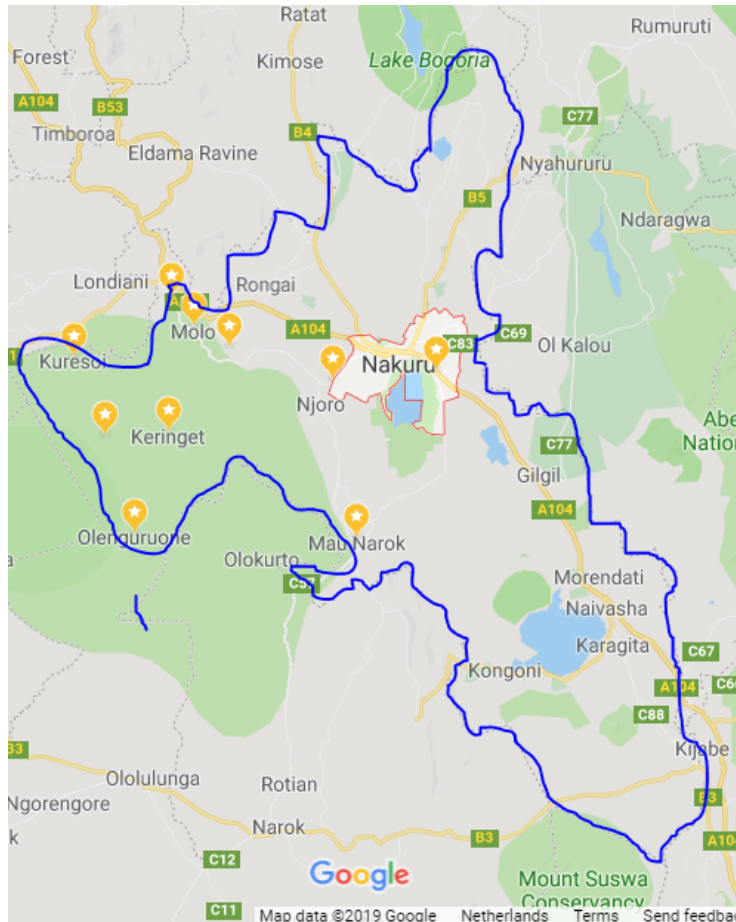 Ratat
Rumuruti
Kimose
Lake Bogoria
Forest
A104
B53
C77
Timboroa
B4
Eldama Ravine
Nyahururu
B5
Ndaragwa
Londiani
Rongai
A104
C69
Molo
C83
Ol Kalou
Kuresoi
Nakuru
Njoro
Keringet
C77
Gilgil
A104
Olenguruone
Mau Narok
Olokurto
Morendati
Naivasha
Karagita
C67
Kongoni
A104
C88
Kijabe
B3
Ololulunga
Rotian
B3
Ngorengore
Narok
B3
A104
C12
Google
Mount Suswa
Conservancy
C11
Map data ©2019 Google Netherlands Terms